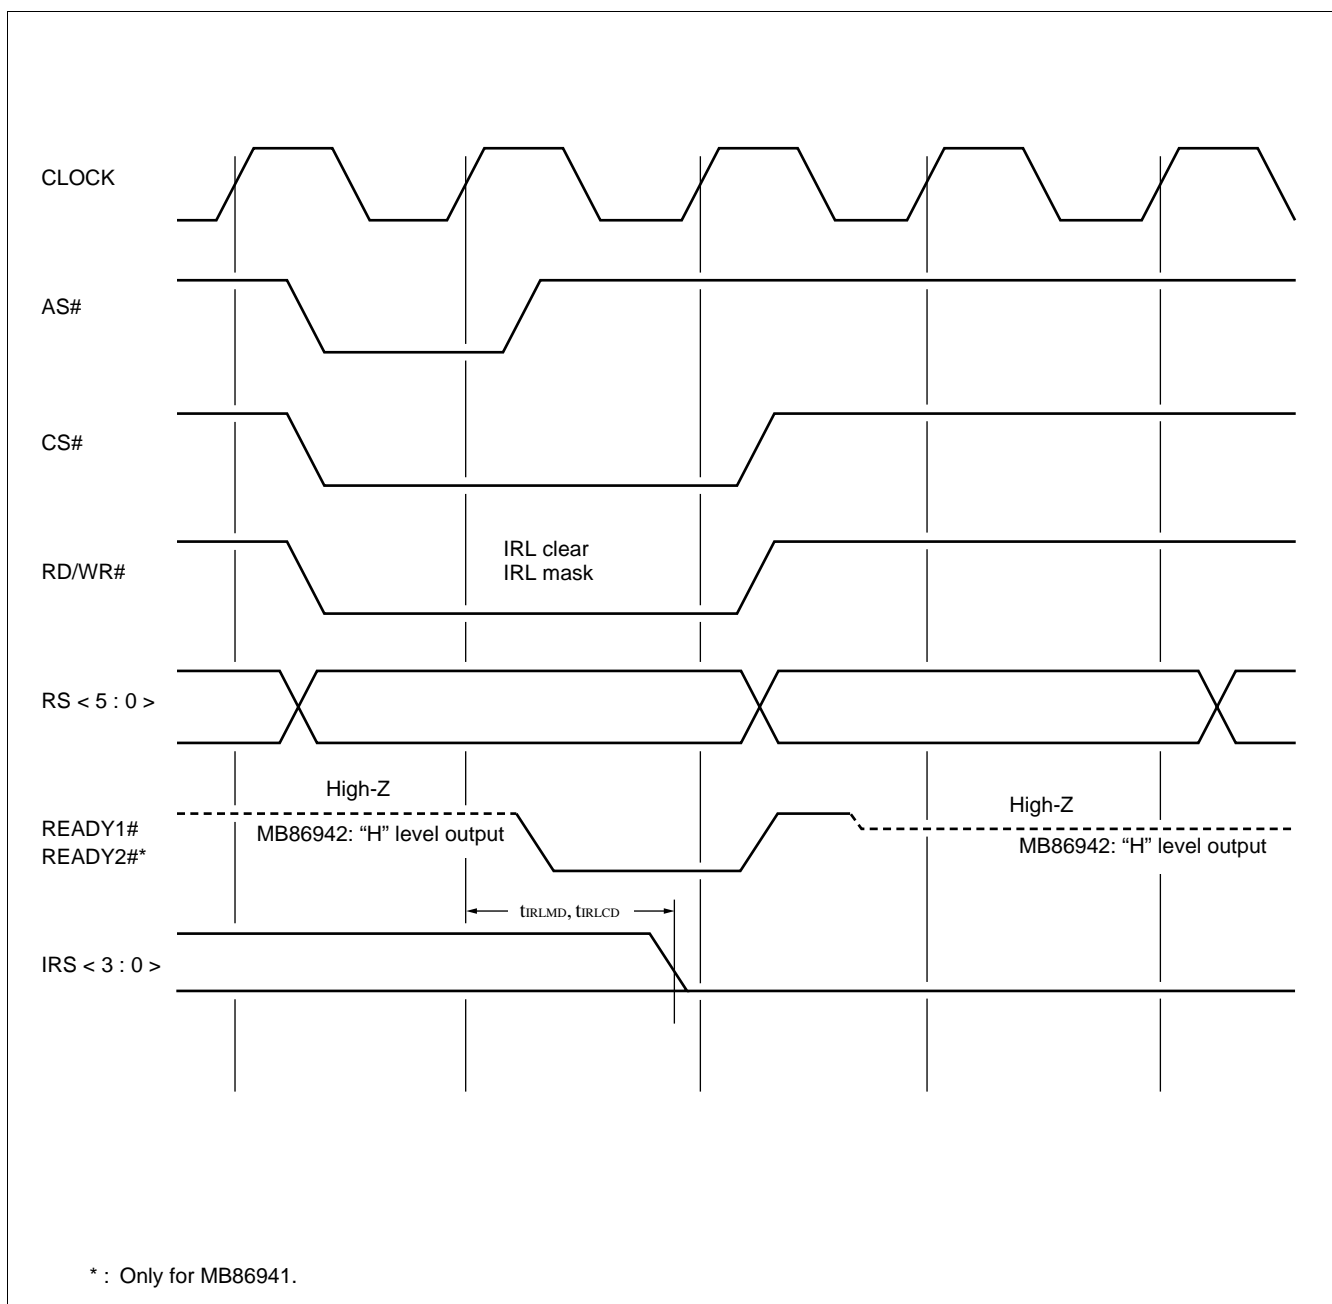 CLOCK
AS#
CS#
IRL clear
RD/WR#
IRL mask
RS < 5 : 0 >
High-Z
High-Z
READY1#
MB86942: “H” level output
MB86942: “H” level output
READY2#*
tIRLMD, tIRLCD
IRS < 3 : 0 >
* : Only for MB86941.